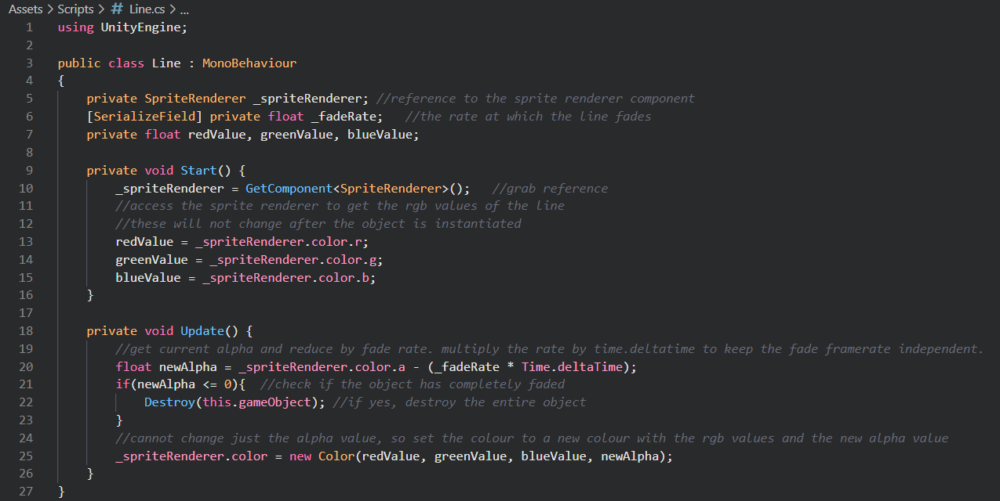 Assets > Scripts > # Line.cs > ...
1 using UnityEngine;
2
3 public class Line : MonoBehaviour
4 {
5     private SpriteRenderer _spriteRenderer; //reference to the sprite renderer component
6     [SerializeField] private float _fadeRate;   //the rate at which the line fades
7     private float redValue, greenValue, blueValue;
8
9     private void Start() {
10         _spriteRenderer = GetComponent<SpriteRenderer>();   //grab reference
11         //access the sprite renderer to get the rgb values of the line
12         //these will not change after the object is instantiated
13         redValue = _spriteRenderer.color.r;
14         greenValue = _spriteRenderer.color.g;
15         blueValue = _spriteRenderer.color.b;
16     }
17
18     private void Update() {
19         //get current alpha and reduce by fade rate. multiply the rate by time.deltatime to keep the fade framerate independent.
20         float newAlpha = _spriteRenderer.color.a - (_fadeRate * Time.deltaTime);
21         if(newAlpha <= 0){  //check if the object has completely faded
22             Destroy(this.gameObject); //if yes, destroy the entire object
23         }
24         //cannot change just the alpha value, so set the colour to a new colour with the rgb values and the new alpha value
25         _spriteRenderer.color = new Color(redValue, greenValue, blueValue, newAlpha);
26     }
27 }